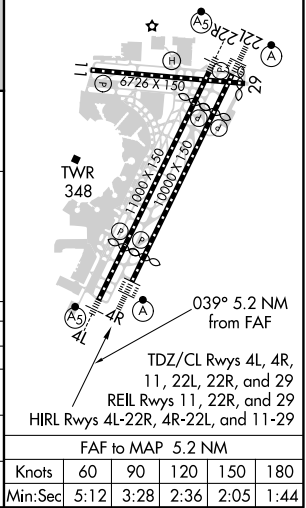 A5
22R
22L
A
H
P
11
6726 X 150
P
29
P
P
TWR
348
11000 X 150
10000 X 150
P
P
039° 5.2 NM
from FAF
A5
4L
4R
A
TDZ/CL Rwys 4L, 4R,
11, 22L, 22R, and 29
REIL Rwys 11, 22R, and 29
HIRL Rwys 4L-22R, 4R-22L, and 11-29
FAF to MAP 5.2 NM
Knots 60 90 120 150 180
Min:Sec 5:12 3:28 2:36 2:05 1:44